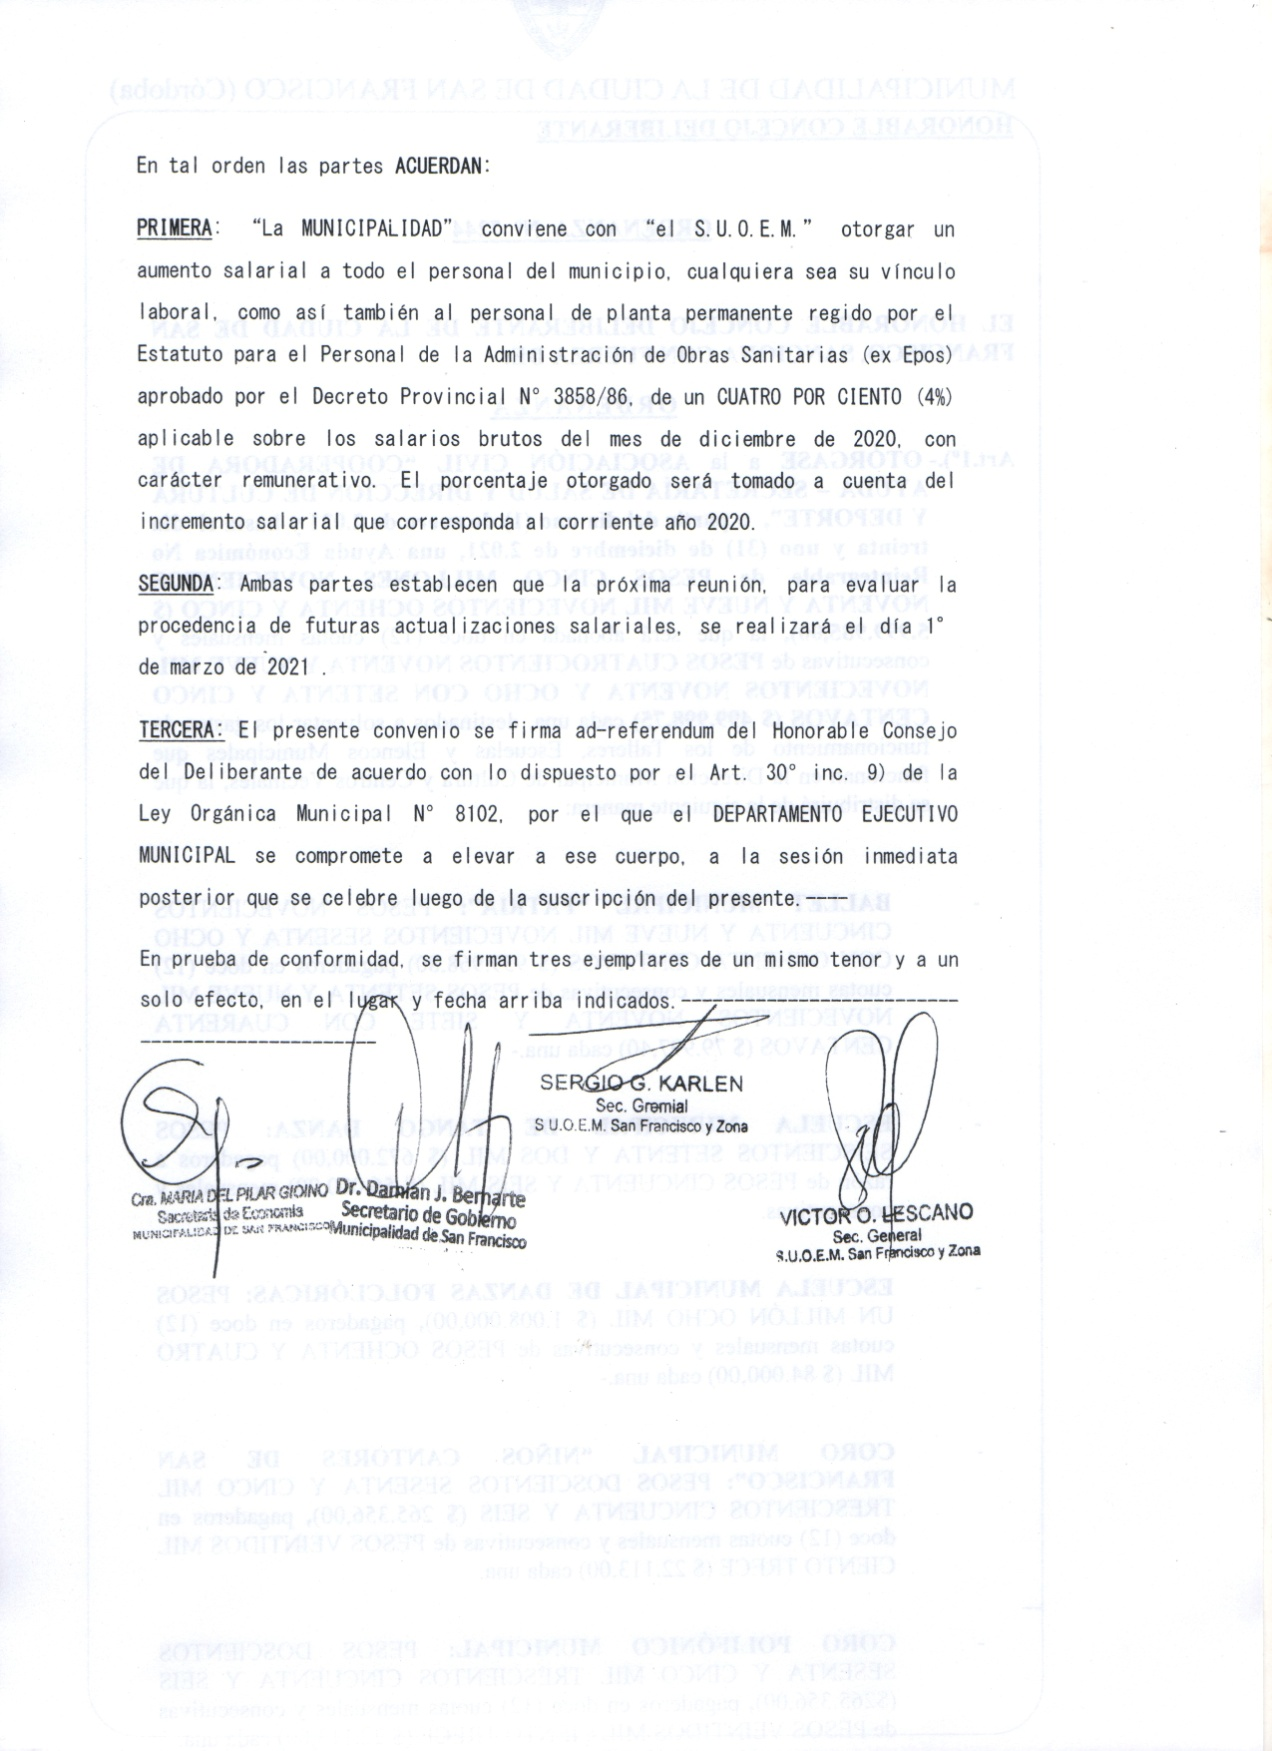 En tal orden las partes ACUERDAN:
PRIMERA: “La MUNICIPALIDAD” conviene con “el S.U.O.E.M.” otorgar un
aumento salarial a todo el personal del municipio, cualquiera sea su vínculo
laboral, como así también al personal de planta permanente regido por el
Estatuto para el Personal de la Administración de Obras Sanitarias (ex Epos)
aprobado por el Decreto Provincial N° 3858/86, de un CUATRO POR CIENTO (4%)
aplicable sobre los salarios brutos del mes de diciembre de 2020, con
carácter remunerativo. El porcentaje otorgado será tomado a cuenta del
incremento salarial que corresponda al corriente año 2020.
SEGUNDA: Ambas partes establecen que la próxima reunión, para evaluar la
procedencia de futuras actualizaciones salariales, se realizará el día 1°
de marzo de 2021 .
TERCERA: El presente convenio se firma ad-referendum del Honorable Consejo
del Deliberante de acuerdo con lo dispuesto por el Art. 30° inc. 9) de la
Ley Orgánica Municipal N° 8102, por el que el DEPARTAMENTO EJECUTIVO
MUNICIPAL se compromete a elevar a ese cuerpo, a la sesión inmediata
posterior que se celebre luego de la suscripción del presente.----
En prueba de conformidad, se firman tres ejemplares de un mismo tenor y a un
solo efecto, en el lugar y fecha arriba indicados.--------------------------
----------------------
SERGIO G. KARLEN
Sec. Gremial
S U.O.E.M. San Francisco y Zona
Cra. MARIA DEL PILAR GIOINO
Secretaria de Economía
MUNICIPALIDAD DE SAN FRANCISCO
Dr. Damián J. Bernarte
Secretario de Gobierno
Municipalidad de San Francisco
VICTOR O. LESCANO
Sec. General
S.U.O.E.M. San Francisco y Zona